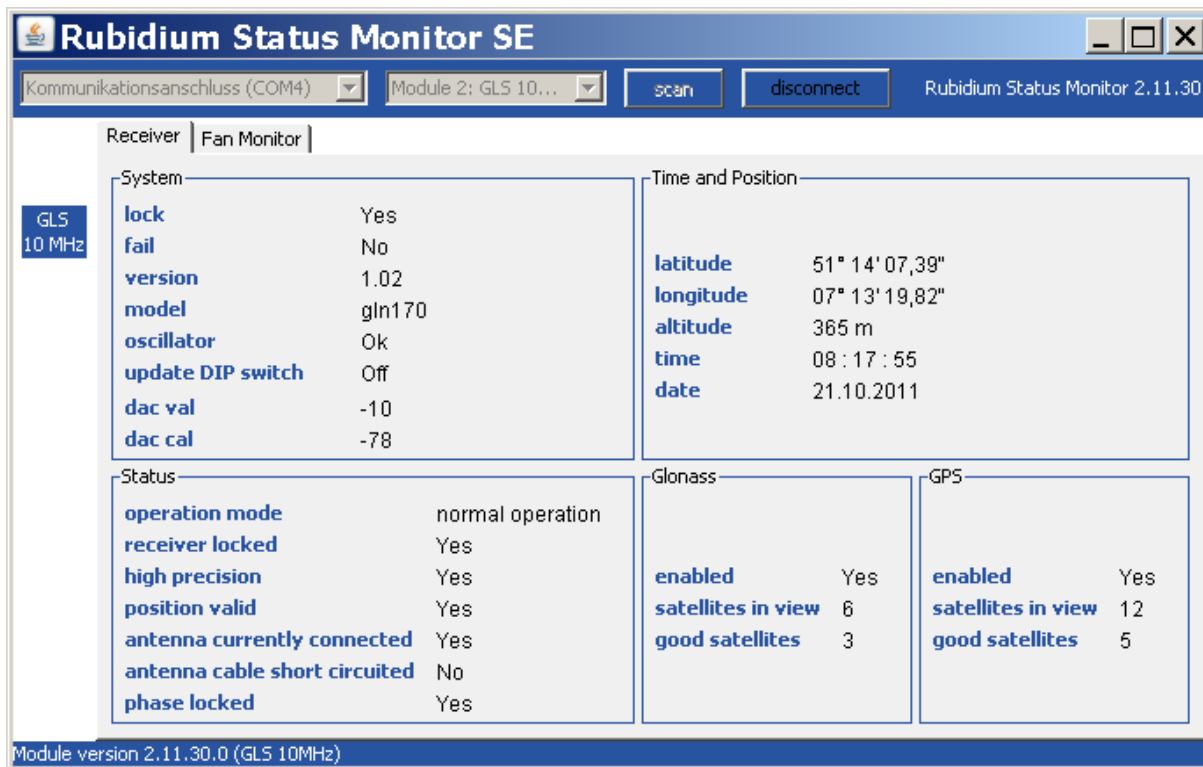 Rubidium Status Monitor SE
Kommunikationsanschluss (COM4) Module 2: GLS 10... scan disconnect Rubidium Status Monitor 2.11.30
Receiver Fan Monitor
GLS
10 MHz
System
lock Yes
fail No
version 1.02
model gln170
oscillator Ok
update DIP switch Off
dac val -10
dac cal -78
Time and Position
latitude 51° 14' 07,39"
longitude 07° 13' 19,82"
altitude 365 m
time 08 : 17 : 55
date 21.10.2011
Status
operation mode normal operation
receiver locked Yes
high precision Yes
position valid Yes
antenna currently connected Yes
antenna cable short circuited No
phase locked Yes
Glonass
enabled Yes
satellites in view 6
good satellites 3
GPS
enabled Yes
satellites in view 12
good satellites 5
Module version 2.11.30.0 (GLS 10MHz)